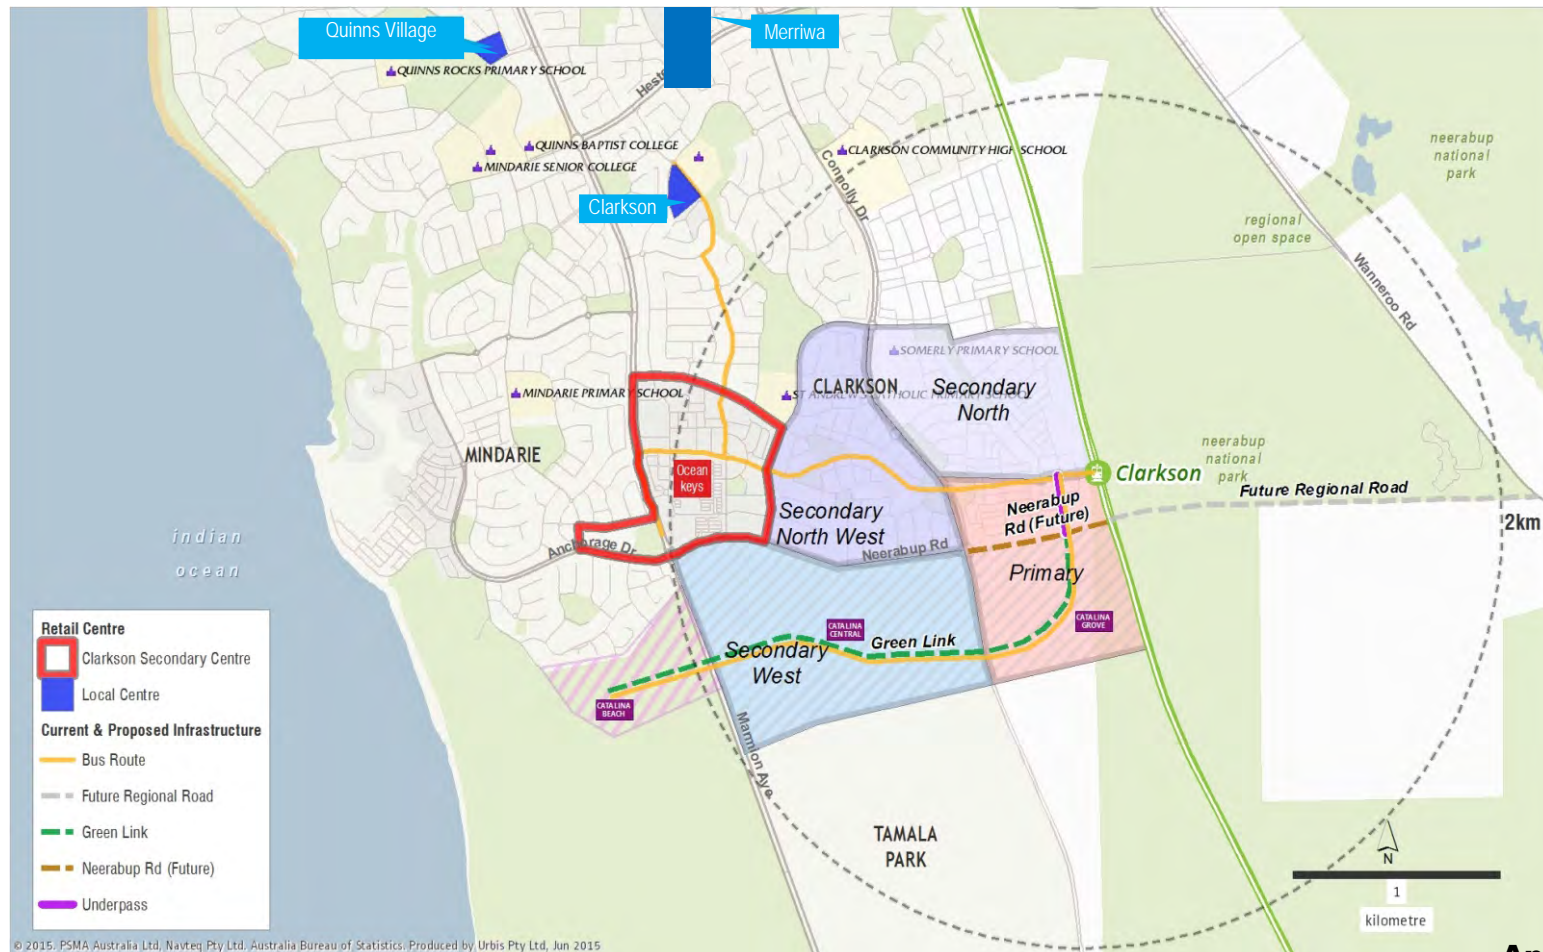 Quinns Village
Merriwa
QUINNS ROCKS PRIMARY SCHOOL
QUINNS BAPTIST COLLEGE
MINDARIE SENIOR COLLEGE
CLARKSON COMMUNITY HIGH SCHOOL
Connolly Dr
Clarkson
neerabup
national
park
regional
open space
Wanneroo Rd
SOMERLY PRIMARY SCHOOL
CLARKSON
Secondary
North
MINDARIE PRIMARY SCHOOL
MINDARIE
Ocean
keys
Clarkson
neerabup
national
park
Future Regional Road
2km
Neerabup
Rd (Future)
Secondary
North West
Neerabup Rd
Anchorage Dr
indian
ocean
Primary
CATALINA
GROVE
CATALINA
CENTRAL
Green Link
Secondary
West
CATALINA
BEACH
Marmion Ave
TAMALA
PARK
Retail Centre
Clarkson Secondary Centre
Local Centre
Current & Proposed Infrastructure
Bus Route
Future Regional Road
Green Link
Neerabup Rd (Future)
Underpass
N
1
kilometre
© 2015. PSMA Australia Ltd, Navteq Pty Ltd. Australia Bureau of Statistics. Produced by Urbis Pty Ltd, Jun 2015